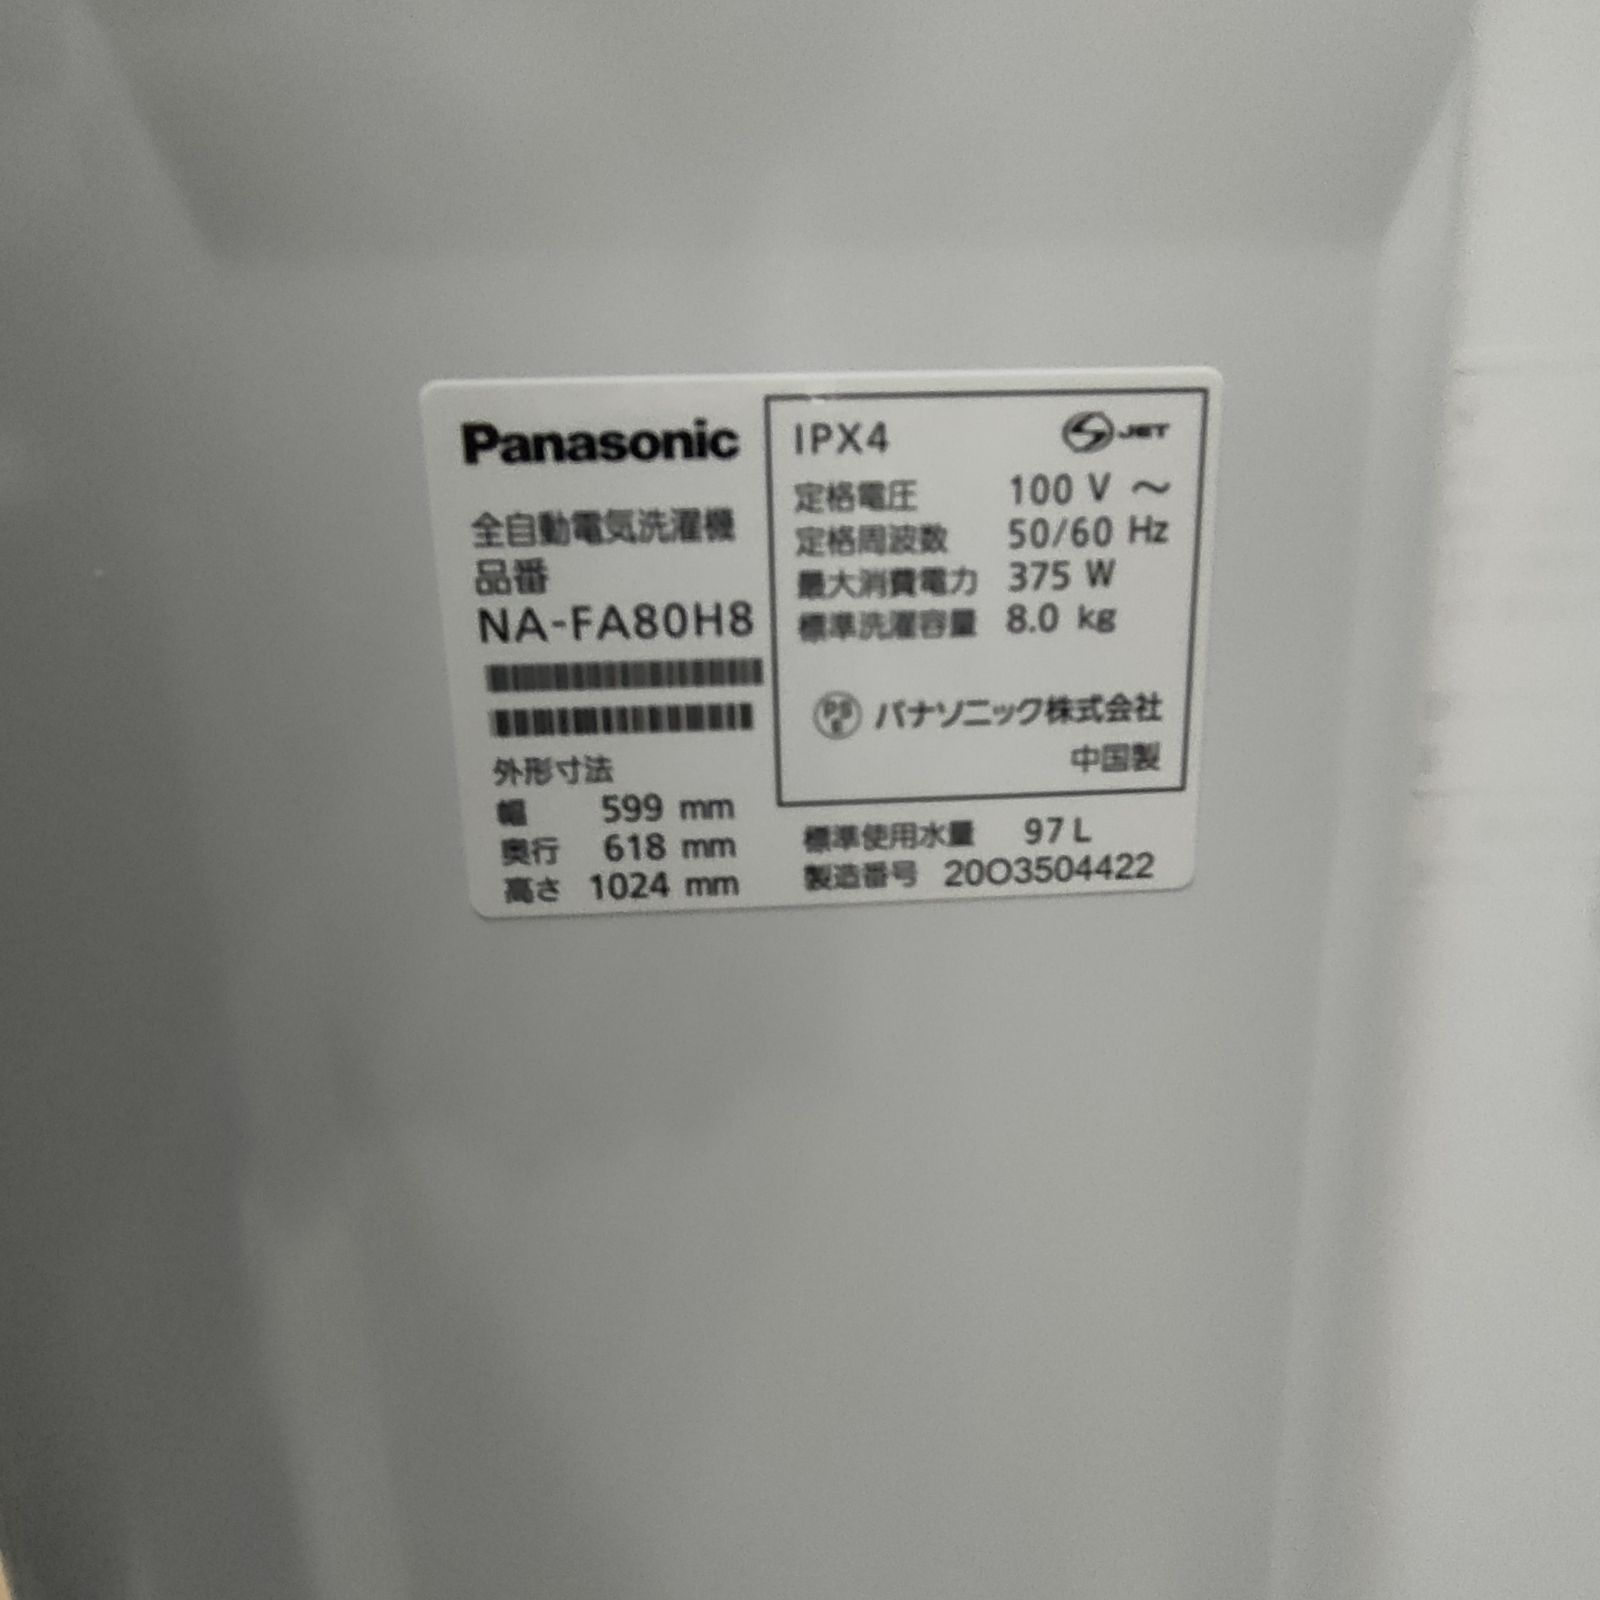 Panasonic
全自動電気洗濯機
品番
NA-FA80H8
外形寸法
幅 599 mm
奥行 618 mm
高さ 1024 mm
IPX4
S JET
定格電圧 100 V ～
定格周波数 50/60 Hz
最大消費電力 375 W
標準洗濯容量 8.0 kg
PSE パナソニック株式会社
中国製
標準使用水量 97 L
製造番号 20O3504422